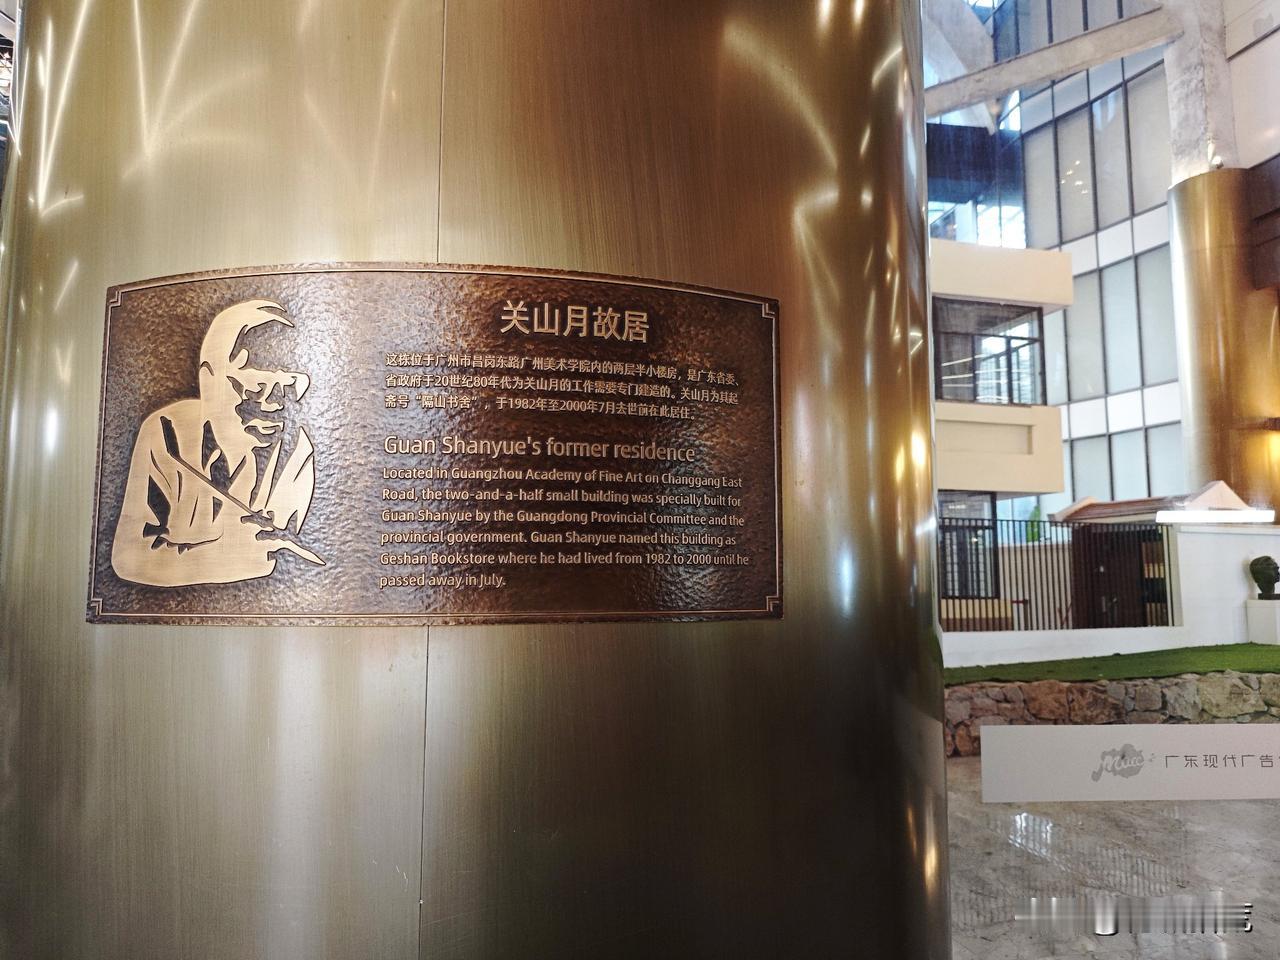 关山月故居
这栋位于广州市昌岗东路广州美术学院内的两层半小楼房，是广东省委、
省政府于20世纪80年代为关山月的工作需要专门建造的。关山月为其起
斋号“隔山书舍”，于1982年至2000年7月去世前在此居住。
Guan Shanyue's former residence
Located in Guangzhou Academy of Fine Art on Changgang East
Road, the two-and-a-half small building was specially built for
Guan Shanyue by the Guangdong Provincial Committee and the
provincial government. Guan Shanyue named this building as
Geshan Bookstore where he had lived from 1982 to 2000 until he
passed away in July.
广东现代广告